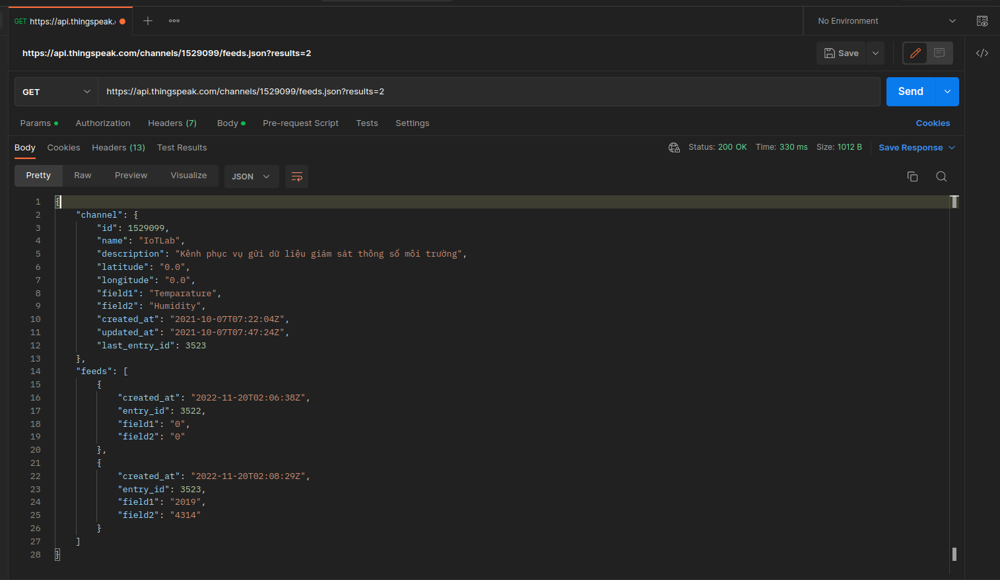 GET https://api.thingspeak.
No Environment
https://api.thingspeak.com/channels/1529099/feeds.json?results=2
Save
GET
https://api.thingspeak.com/channels/1529099/feeds.json?results=2
Send
Params Authorization Headers (7) Body Pre-request Script Tests Settings Cookies
Body Cookies Headers (13) Test Results Status: 200 OK Time: 330 ms Size: 1012 B Save Response
Pretty Raw Preview Visualize JSON
1 {
2 "channel": {
3 "id": 1529099,
4 "name": "IoTLab",
5 "description": "Kênh phục vụ gửi dữ liệu giám sát thông số môi trường",
6 "latitude": "0.0",
7 "longitude": "0.0",
8 "field1": "Temparature",
9 "field2": "Humidity",
10 "created_at": "2021-10-07T07:22:04Z",
11 "updated_at": "2021-10-07T07:47:24Z",
12 "last_entry_id": 3523
13 },
14 "feeds": [
15 {
16 "created_at": "2022-11-20T02:06:38Z",
17 "entry_id": 3522,
18 "field1": "0",
19 "field2": "0"
20 },
21 {
22 "created_at": "2022-11-20T02:08:29Z",
23 "entry_id": 3523,
24 "field1": "2019",
25 "field2": "4314"
26 }
27 ]
28 }